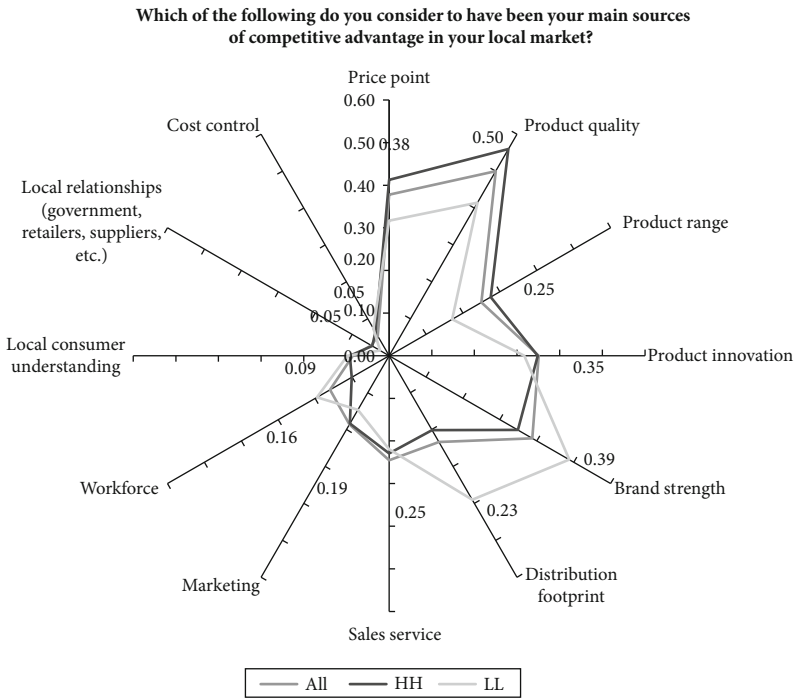 Which of the following do you consider to have been your main sources
of competitive advantage in your local market?
Price point
0.60
Cost control
0.50
0.38
0.50
Product quality
0.40
Local relationships
(government,
retailers, suppliers,
etc.)
0.30
Product range
0.20
0.05
0.25
0.05
0.10
Local consumer
understanding
0.09
0.00
Product innovation
0.35
0.16
0.39
Workforce
Brand strength
0.19
0.25
0.23
Marketing
Distribution
footprint
Sales service
All
HH
LL